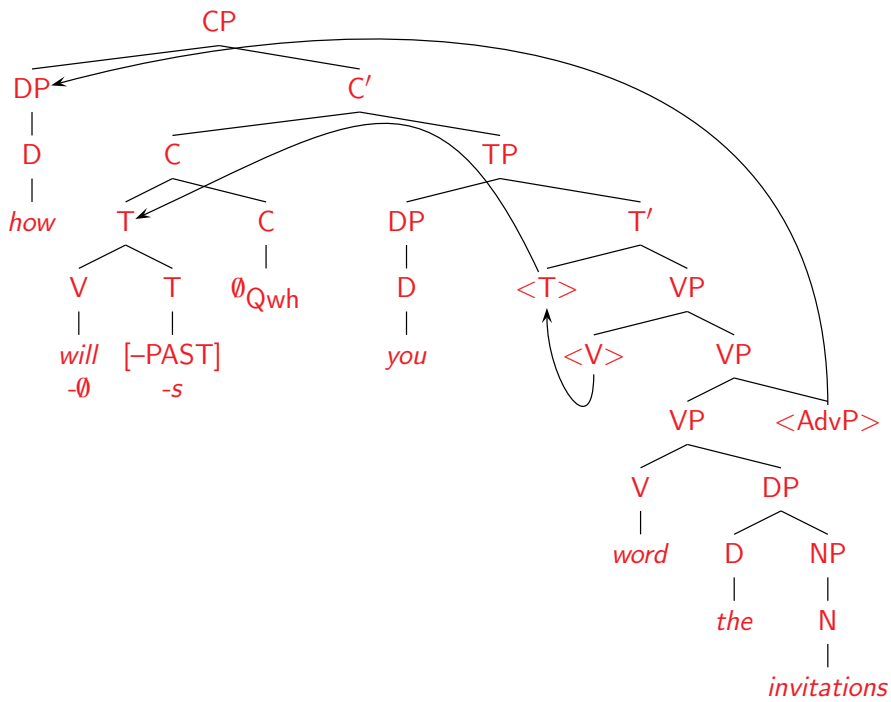 CP
DP C′
D C TP
how T C DP T′
V T ∅Qwh D <T> VP
will [–PAST] you <V> VP
-∅ -s
VP <AdvP>
V DP
word D NP
the N
invitations